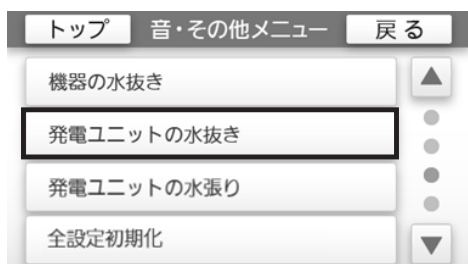 トップ 音・その他メニュー 戻る
機器の水抜き
発電ユニットの水抜き
発電ユニットの水張り
全設定初期化